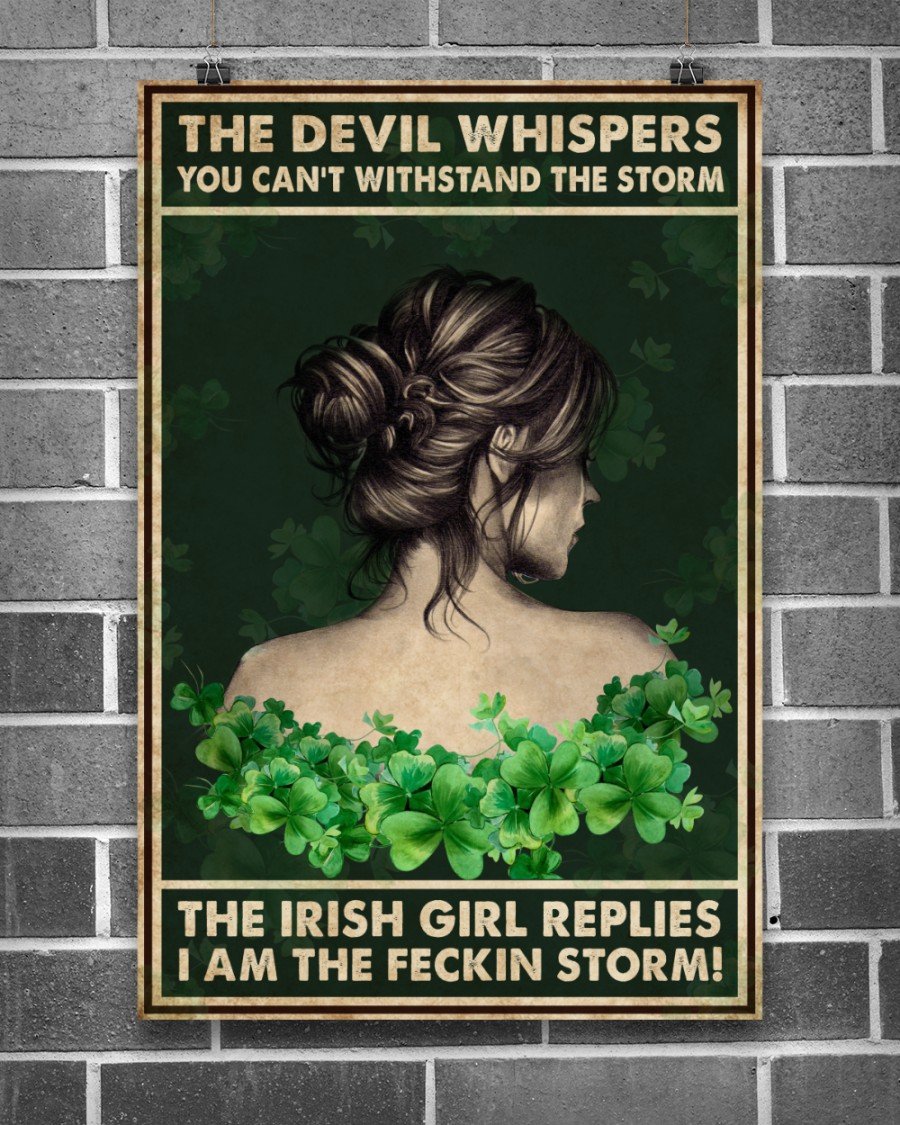 THE DEVIL WHISPERS
YOU CAN'T WITHSTAND THE STORM
THE IRISH GIRL REPLIES
I AM THE FECKIN STORM!